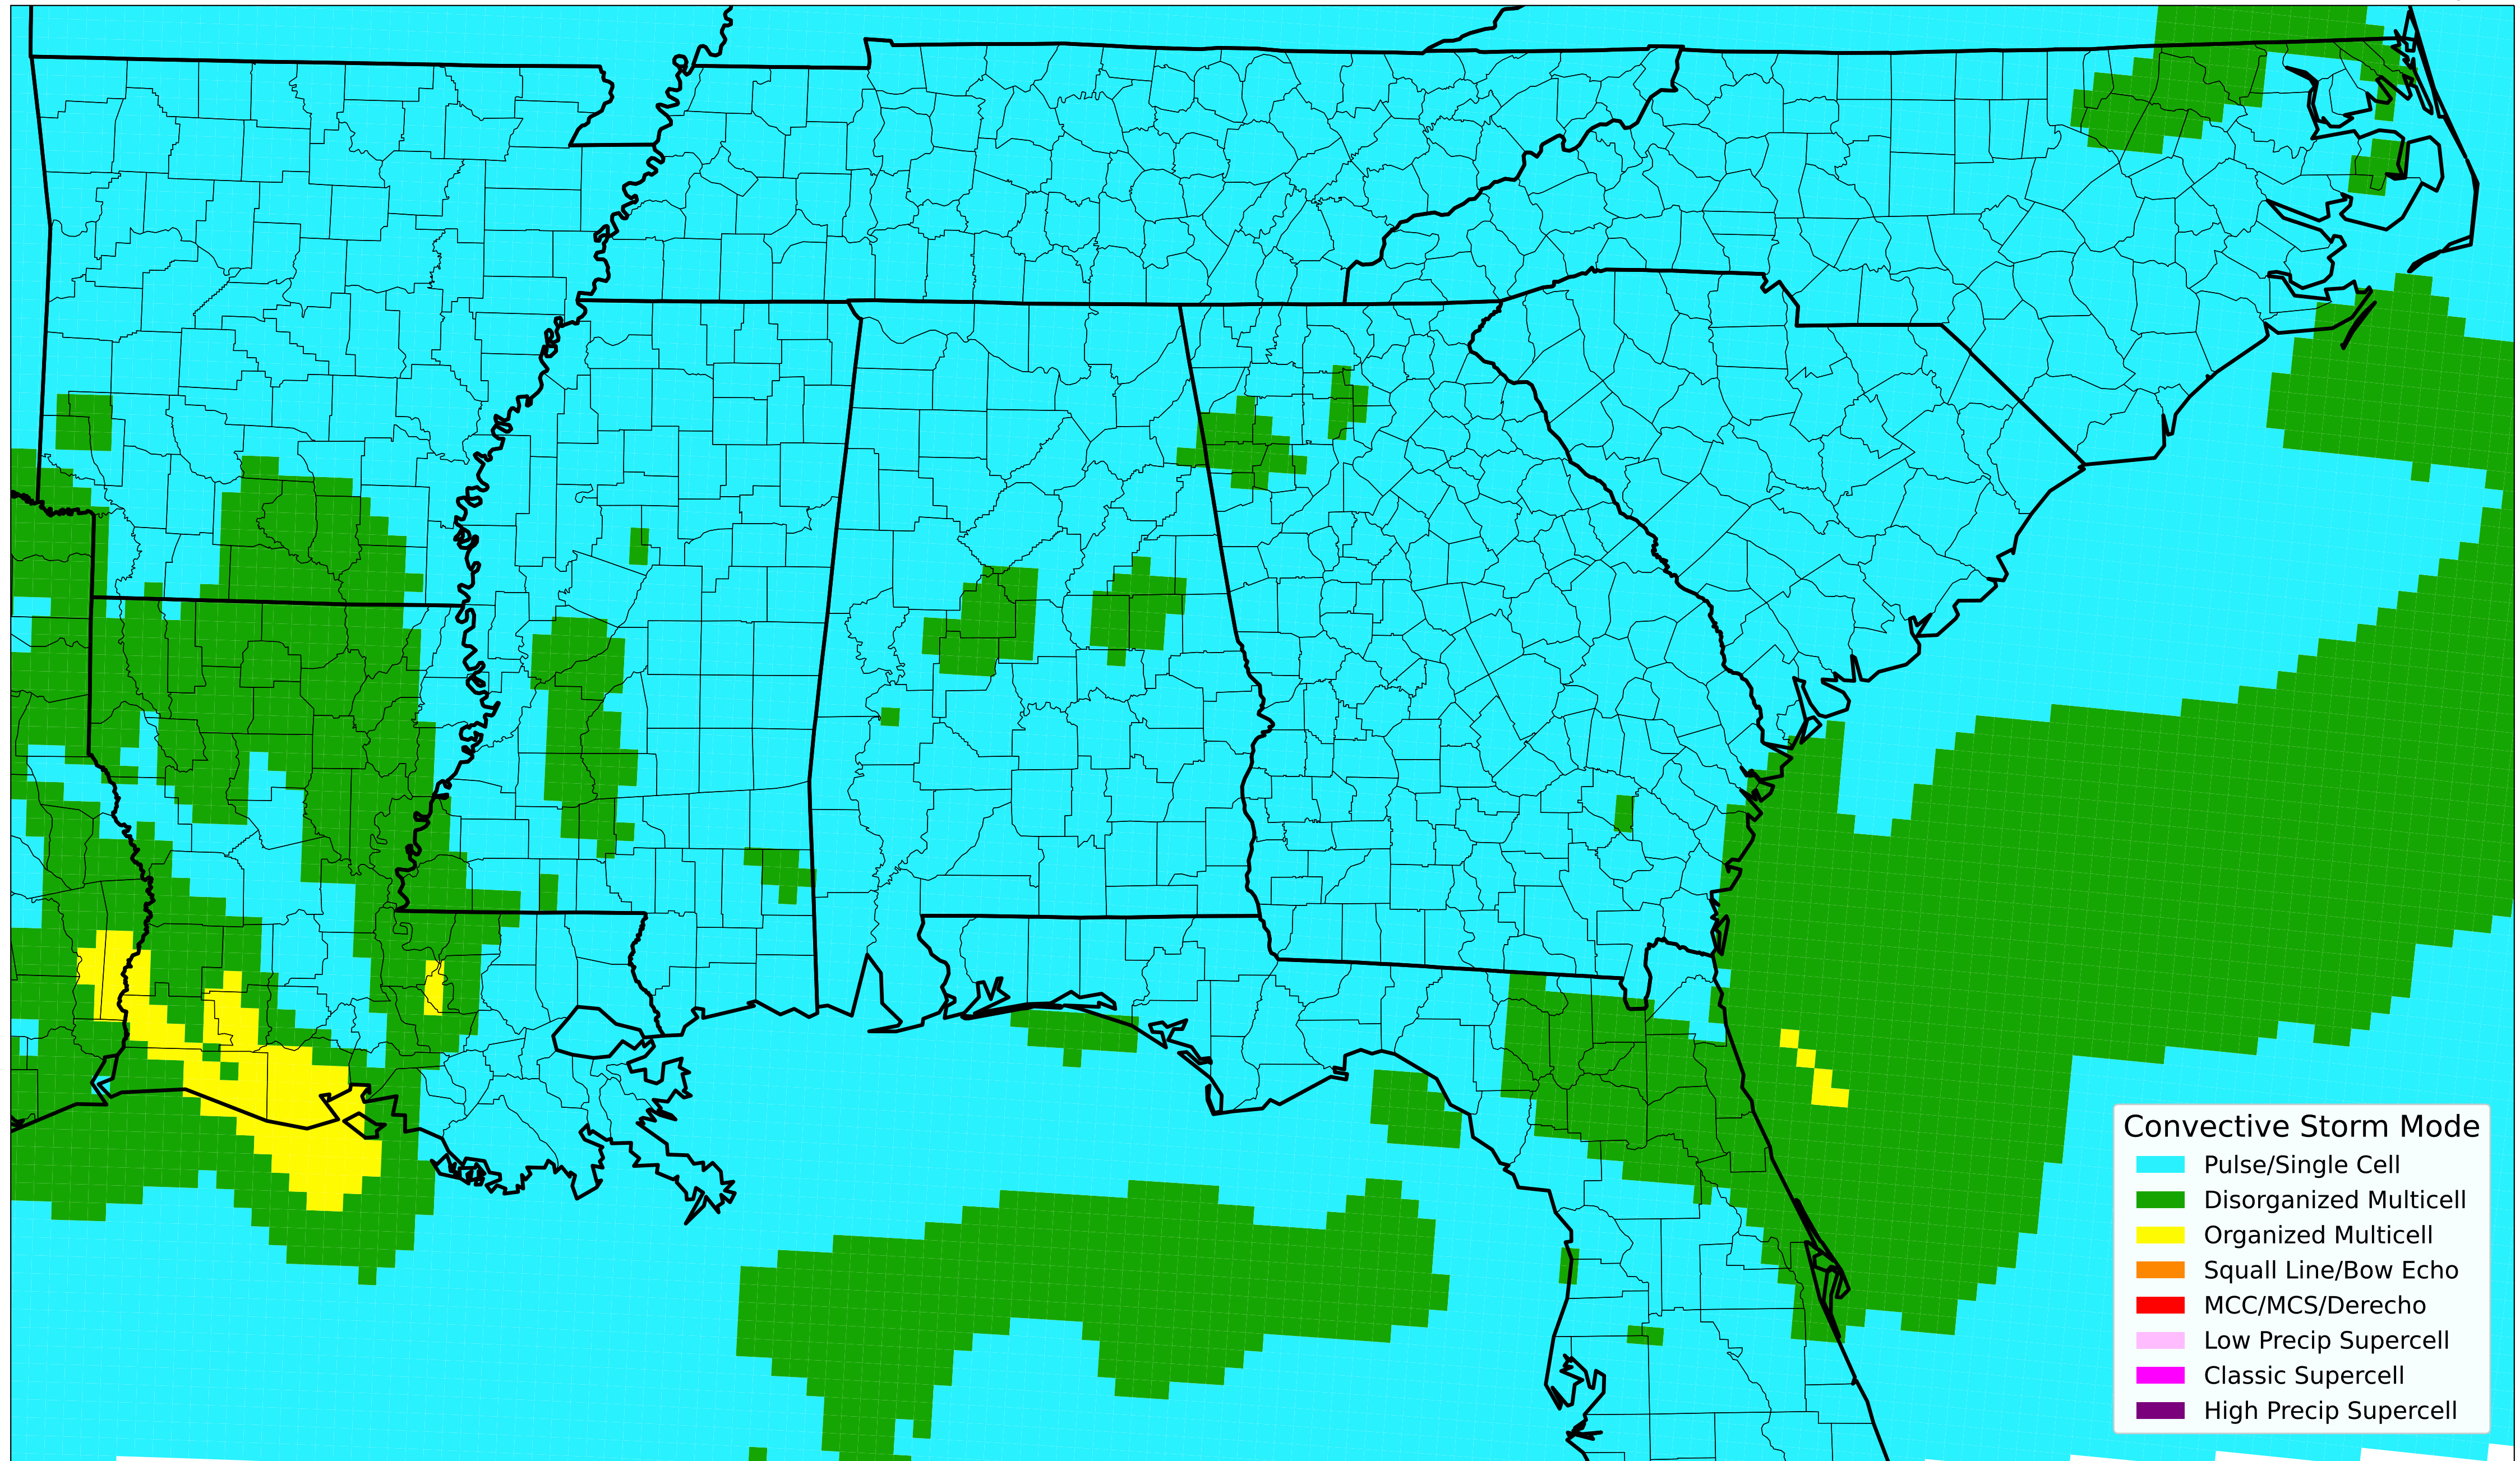 Convective Storm Mode
Pulse/Single Cell
Disorganized Multicell
Organized Multicell
Squall Line/Bow Echo
MCC/MCS/Derecho
Low Precip Supercell
Classic Supercell
High Precip Supercell